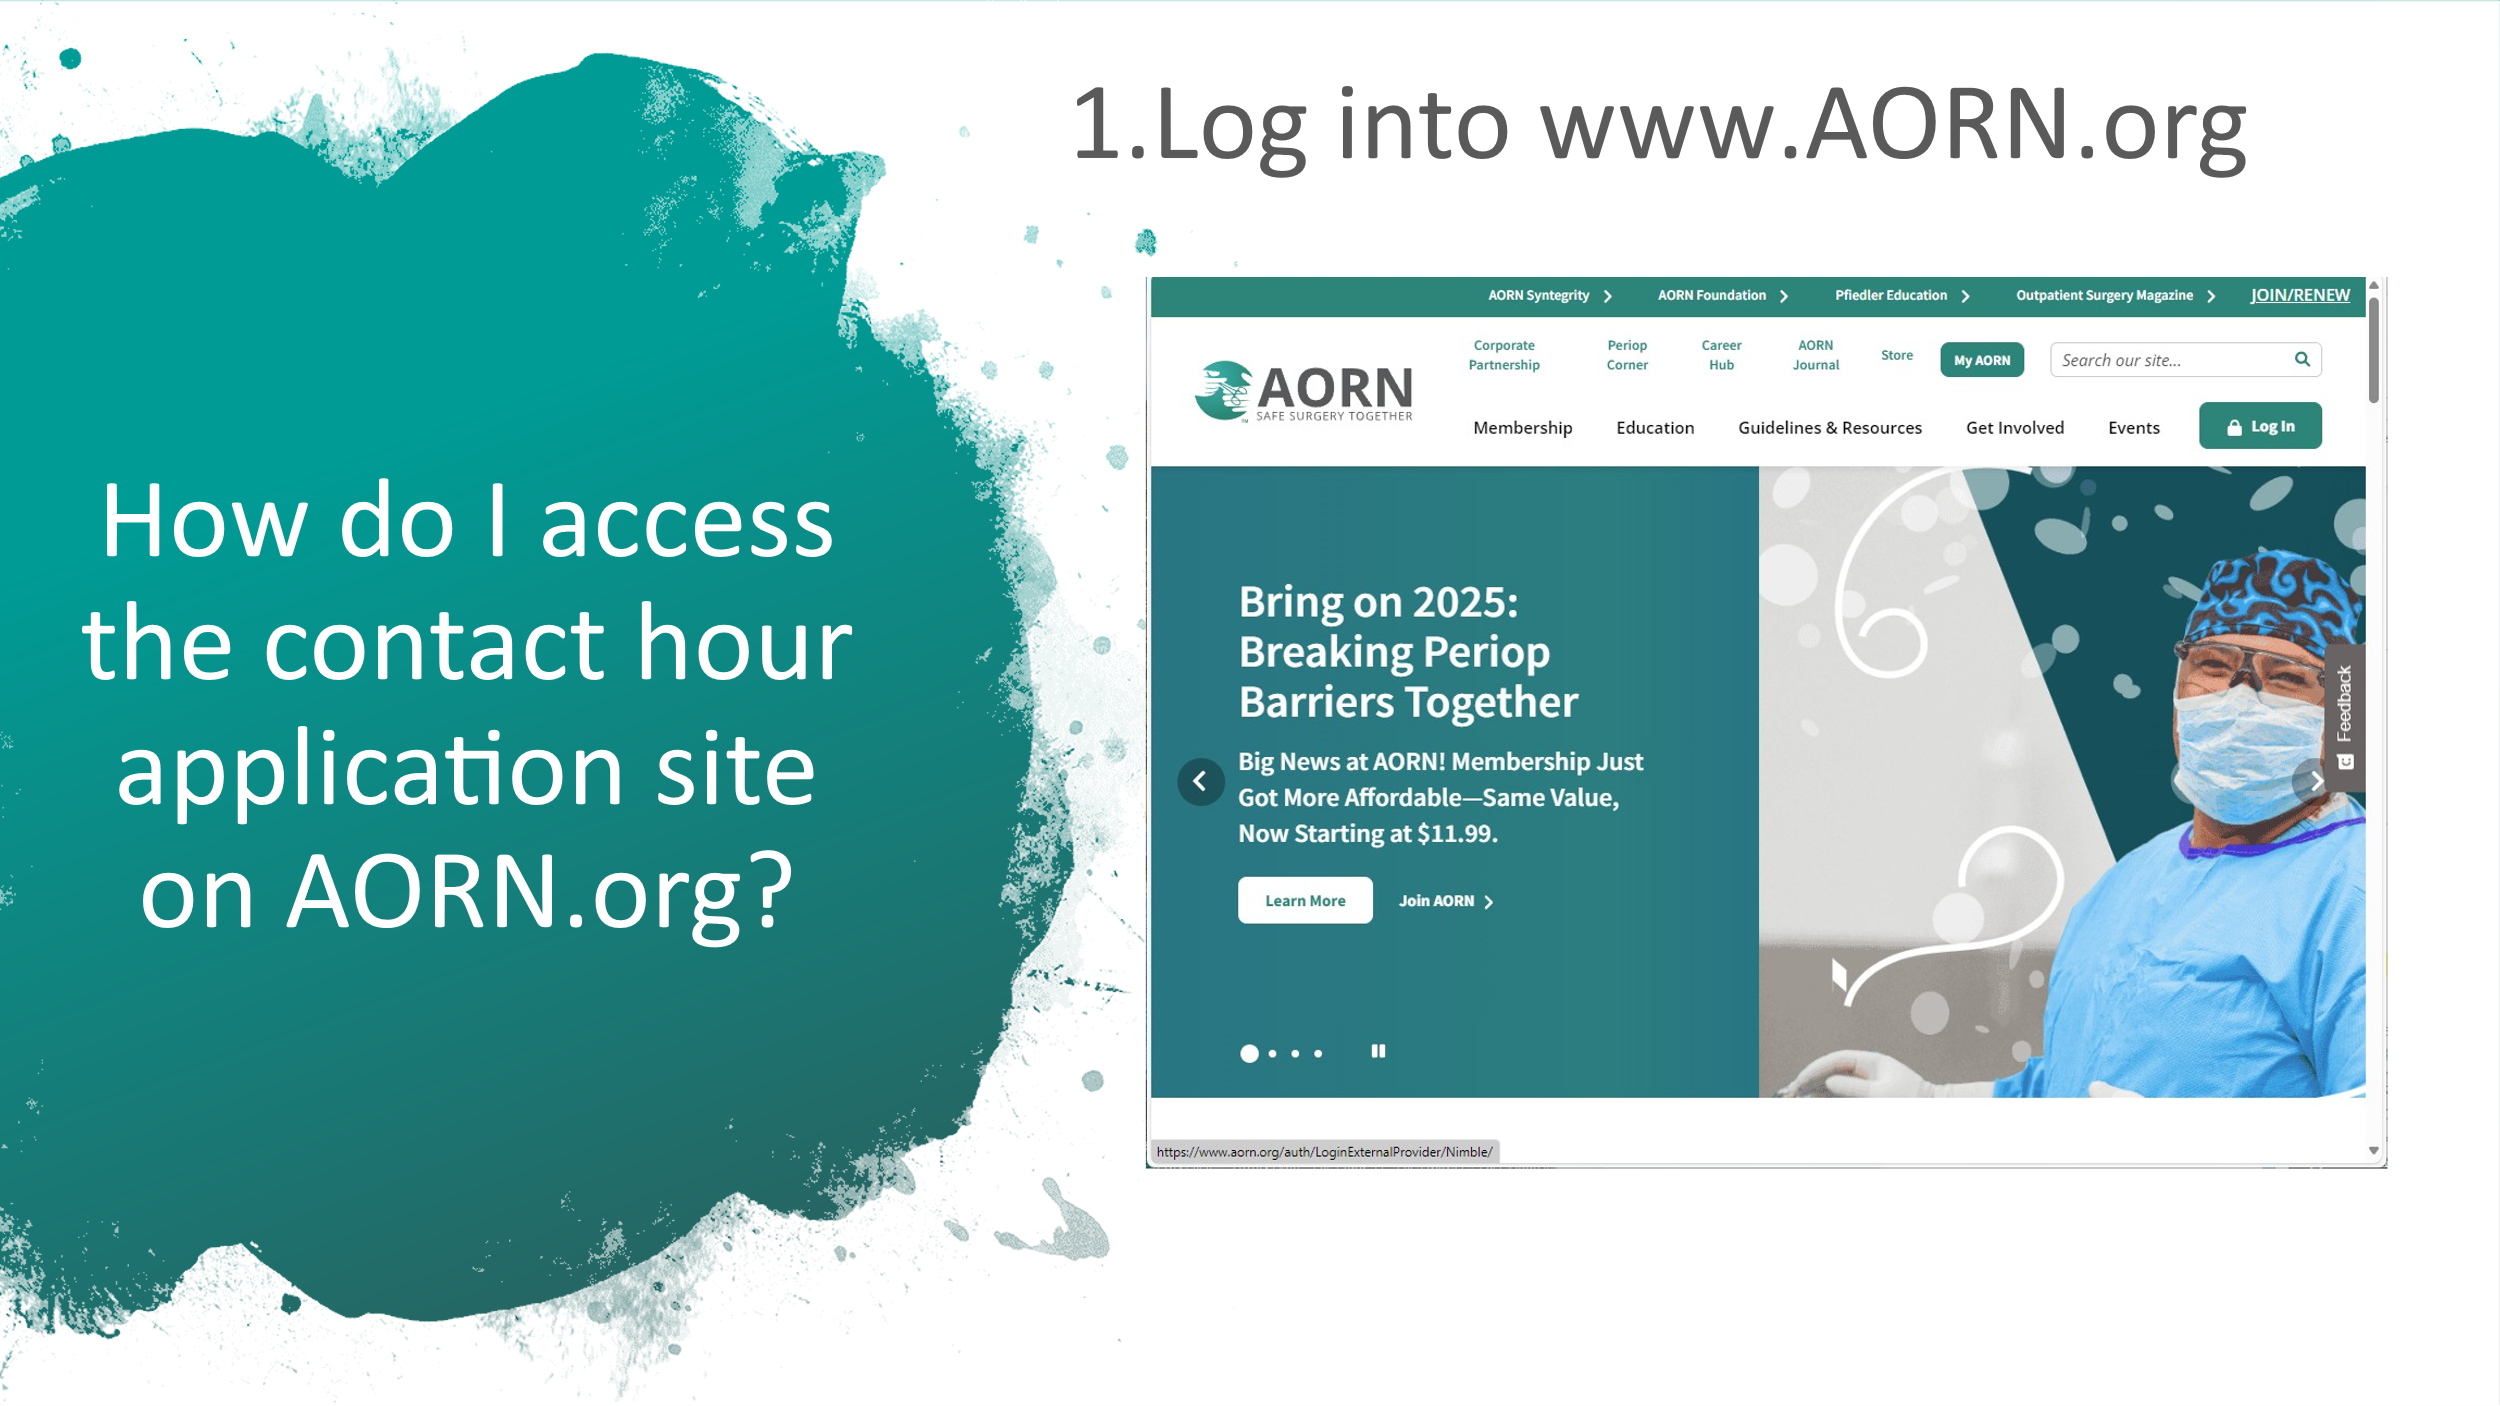 How do I access
the contact hour
application site
on AORN.org?
1.Log into www.AORN.org
AORN Syntegrity
AORN Foundation
Pfiedler Education
Outpatient Surgery Magazine
JOIN/RENEW
AORN
SAFE SURGERY TOGETHER
Corporate
Partnership
Periop
Corner
Career
Hub
AORN
Journal
Store
My AORN
Search our site...
Membership
Education
Guidelines & Resources
Get Involved
Events
Log In
Bring on 2025:
Breaking Periop
Barriers Together
Big News at AORN! Membership Just
Got More Affordable—Same Value,
Now Starting at $11.99.
Learn More
Join AORN
Feedback
https://www.aorn.org/auth/LoginExternalProvider/Nimble/